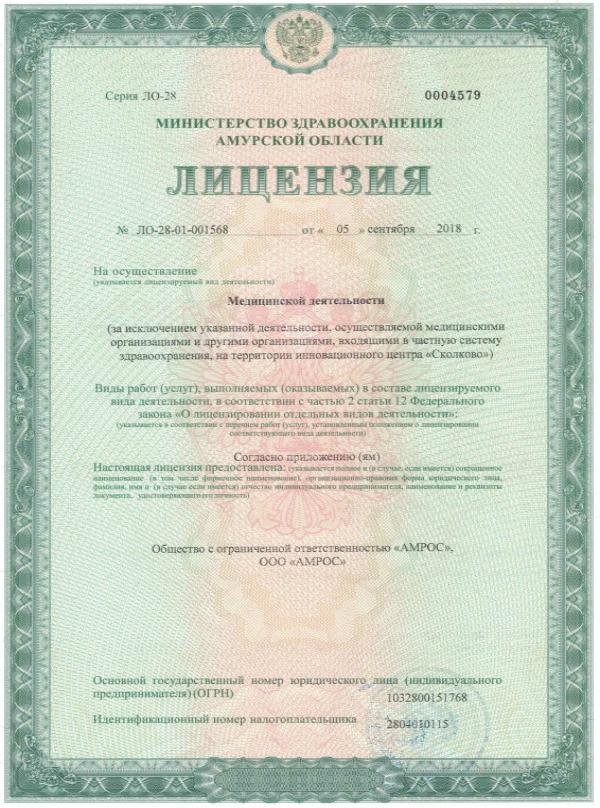 Серия ЛО-28 0004579
МИНИСТЕРСТВО ЗДРАВООХРАНЕНИЯ
АМУРСКОЙ ОБЛАСТИ
ЛИЦЕНЗИЯ
№ ЛО-28-01-001568 от « 05 » сентября 2018 г.
На осуществление
(указывается лицензируемый вид деятельности)
Медицинской деятельности
(за исключением указанной деятельности, осуществляемой медицинскими
организациями и другими организациями, входящими в частную систему
здравоохранения, на территории инновационного центра «Сколково»)
Виды работ (услуг), выполняемых (оказываемых) в составе лицензируемого
вида деятельности, в соответствии с частью 2 статьи 12 Федерального
закона «О лицензировании отдельных видов деятельности»:
(указывается в соответствии с перечнем работ (услуг), установленным положением о лицензировании
соответствующего вида деятельности)
Согласно приложению (ям)
Настоящая лицензия предоставлена: (указывается полное и (в случае, если имеется) сокращенное
наименование (в том числе фирменное наименование), организационно-правовая форма юридического лица,
фамилия, имя и (в случае если имеется) отчество индивидуального предпринимателя, наименование и реквизиты
документа, удостоверяющего его личность)
Общество с ограниченной ответственностью «АМРОС»,
ООО «АМРОС»
Основной государственный номер юридического лица (индивидуального
предпринимателя) (ОГРН) 1032800151768
Идентификационный номер налогоплательщика 2804010115